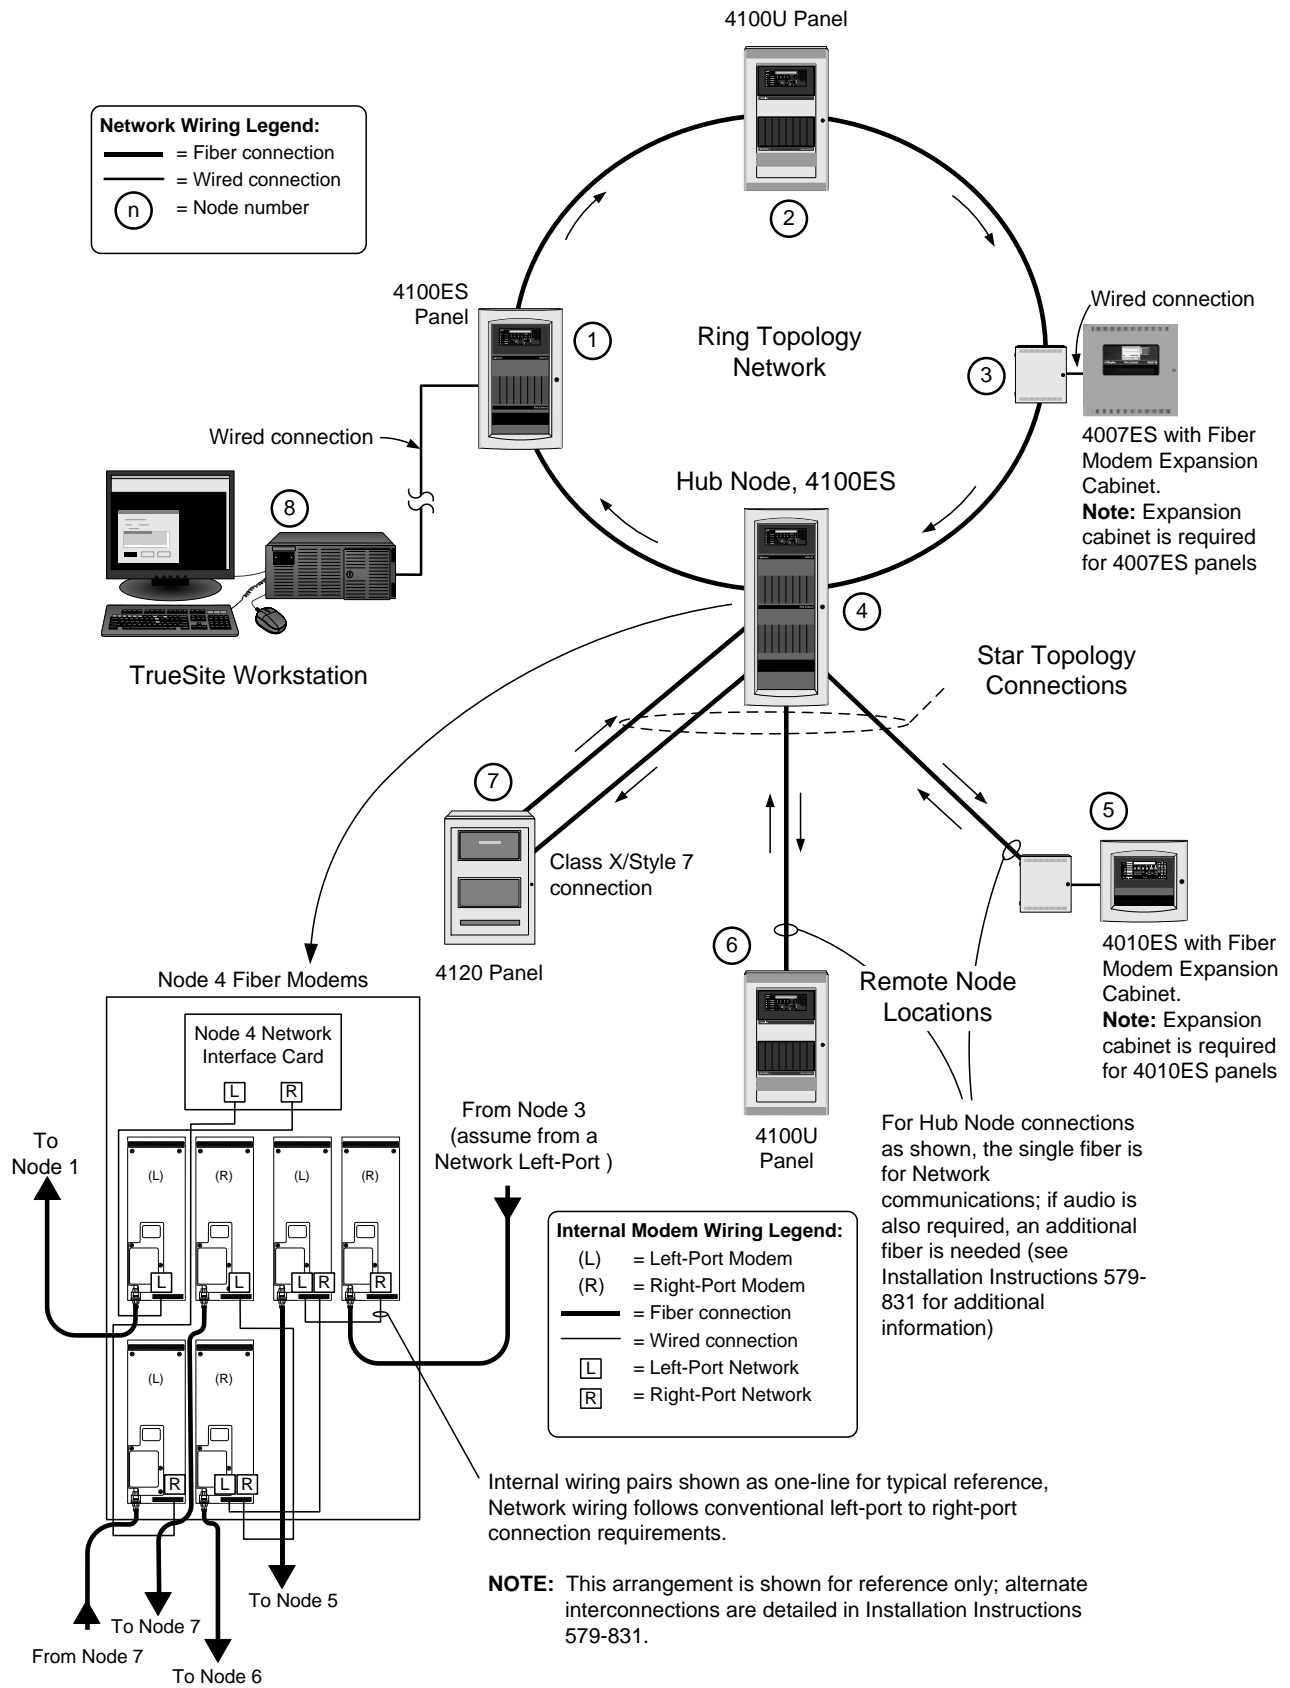 4100U Panel
Network Wiring Legend:
= Fiber connection
= Wired connection
n
= Node number
2
4100ES
Panel
1
Ring Topology
Network
Wired connection
3
4007ES with Fiber
Modem Expansion
Cabinet.
Note: Expansion
cabinet is required
for 4007ES panels
Wired connection
Hub Node, 4100ES
8
4
TrueSite Workstation
Star Topology
Connections
7
5
Class X/Style 7
connection
6
4120 Panel
Remote Node
Locations
4010ES with Fiber
Modem Expansion
Cabinet.
Note: Expansion
cabinet is required
for 4010ES panels
4100U
Panel
For Hub Node connections
as shown, the single fiber is
for Network
communications; if audio is
also required, an additional
fiber is needed (see
Installation Instructions 579-
831 for additional
information)
Node 4 Fiber Modems
Node 4 Network
Interface Card
L
R
To
Node 1
From Node 3
(assume from a
Network Left-Port )
(L)
(R)
(L)
(R)
L
L
L
R
R
(L)
(R)
R
L
R
Internal Modem Wiring Legend:
(L) = Left-Port Modem
(R) = Right-Port Modem
= Fiber connection
= Wired connection
L = Left-Port Network
R = Right-Port Network
Internal wiring pairs shown as one-line for typical reference,
Network wiring follows conventional left-port to right-port
connection requirements.
NOTE: This arrangement is shown for reference only; alternate
interconnections are detailed in Installation Instructions
579-831.
To Node 5
To Node 7
From Node 7
To Node 6